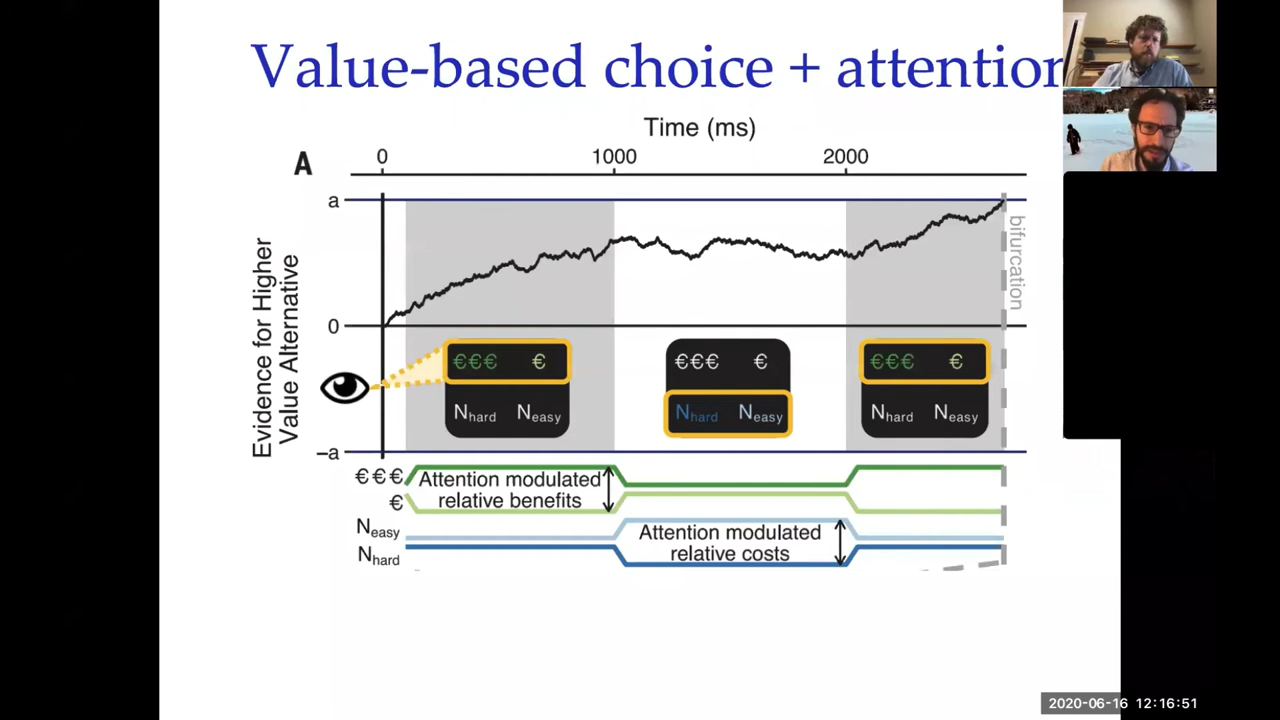 Value-based choice + attention
Time (ms)
A
0
1000
2000
a
0
–a
Evidence for Higher
Value Alternative
bifurcation
€€€ €
N hard N easy
€€€ €
N hard N easy
€€€ €
N hard N easy
€€€
€
Attention modulated
relative benefits
N easy
N hard
Attention modulated
relative costs
2020-06-16 12:16:51